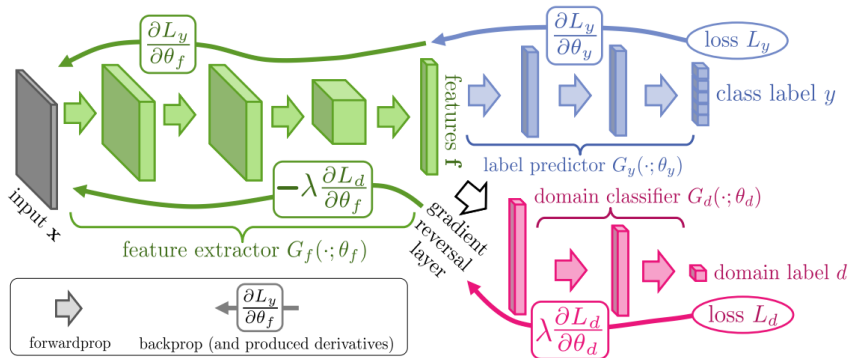 ∂L_y/∂θ_f
∂L_y/∂θ_y
loss L_y
features f
class label y
label predictor G_y(·;θ_y)
−λ ∂L_d/∂θ_f
input x
feature extractor G_f(·;θ_f)
gradient
reversal
layer
domain classifier G_d(·;θ_d)
domain label d
λ ∂L_d/∂θ_d
loss L_d
∂L_y/∂θ_f
forwardprop
backprop (and produced derivatives)